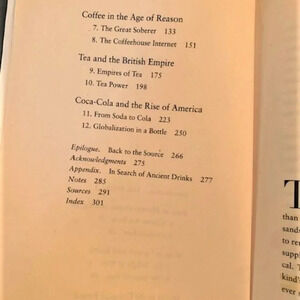 Coffee in the Age of Reason
7. The Great Soberer 133
8. The Coffeehouse Internet 151
Tea and the British Empire
9. Empires of Tea 175
10. Tea Power 198
Coca-Cola and the Rise of America
11. From Soda to Cola 223
12. Globalization in a Bottle 250
Epilogue. Back to the Source 266
Acknowledgments 275
Appendix. In Search of Ancient Drinks 277
Notes 285
Sources 291
Index 301
T
than
sands
to re
suppl
cal. T
kind'
ever